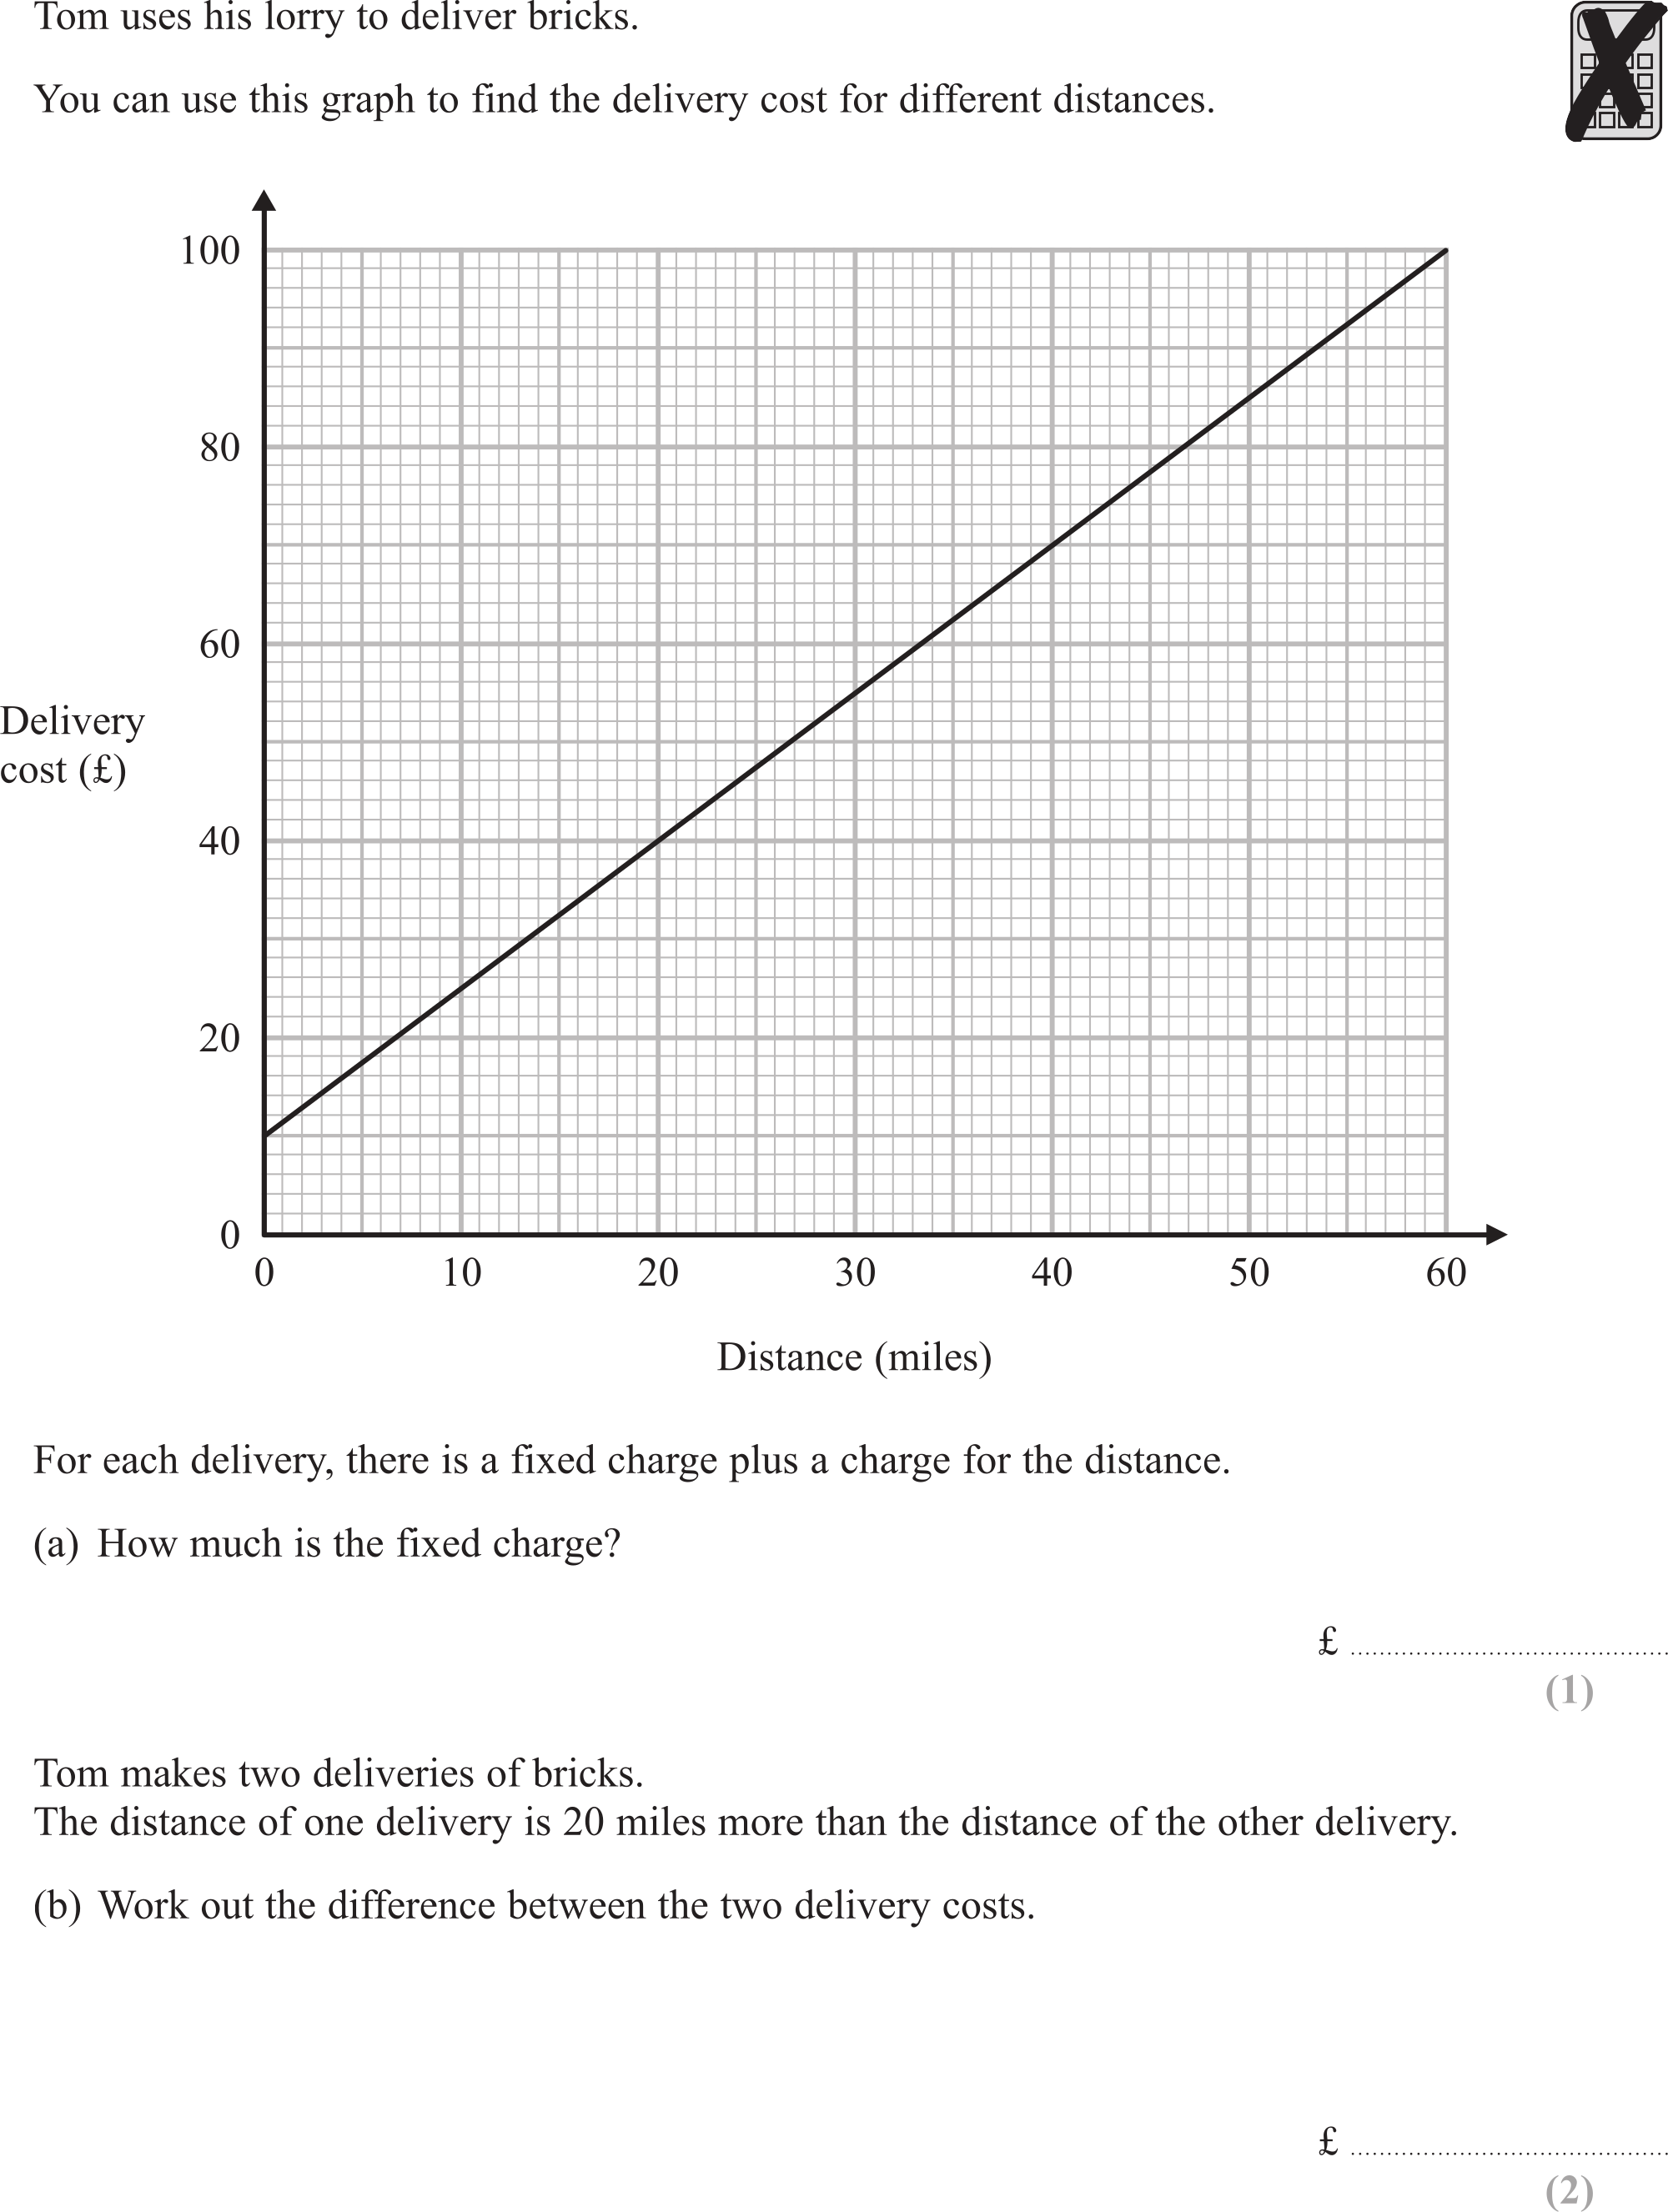 Tom uses his lorry to deliver bricks.
You can use this graph to find the delivery cost for different distances.
100
80
60
Delivery
cost (£)
40
20
0
0 10 20 30 40 50 60
Distance (miles)
For each delivery, there is a fixed charge plus a charge for the distance.
(a) How much is the fixed charge?
£ ............................................
(1)
Tom makes two deliveries of bricks.
The distance of one delivery is 20 miles more than the distance of the other delivery.
(b) Work out the difference between the two delivery costs.
£ ............................................
(2)